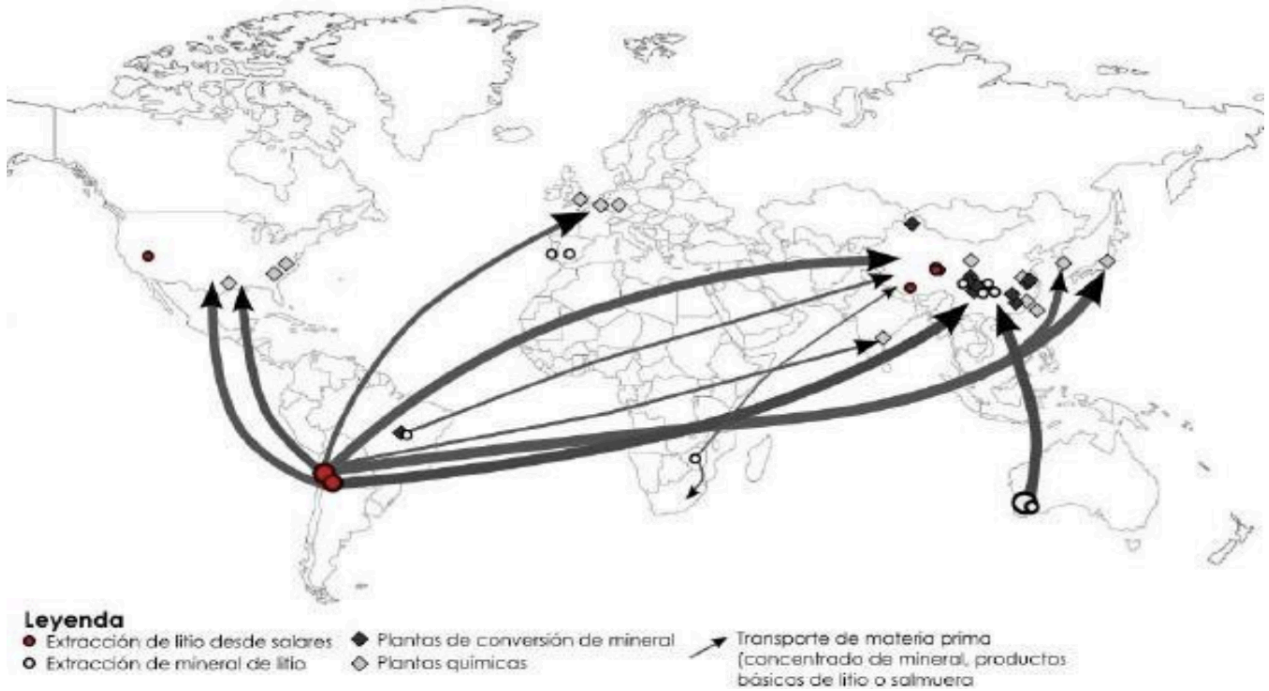 Leyenda
Extracción de litio desde salares
Extracción de mineral de litio
Plantas de conversión de mineral
Plantas químicas
Transporte de materia prima
(concentrado de mineral, productos
básicos de litio o salmuera